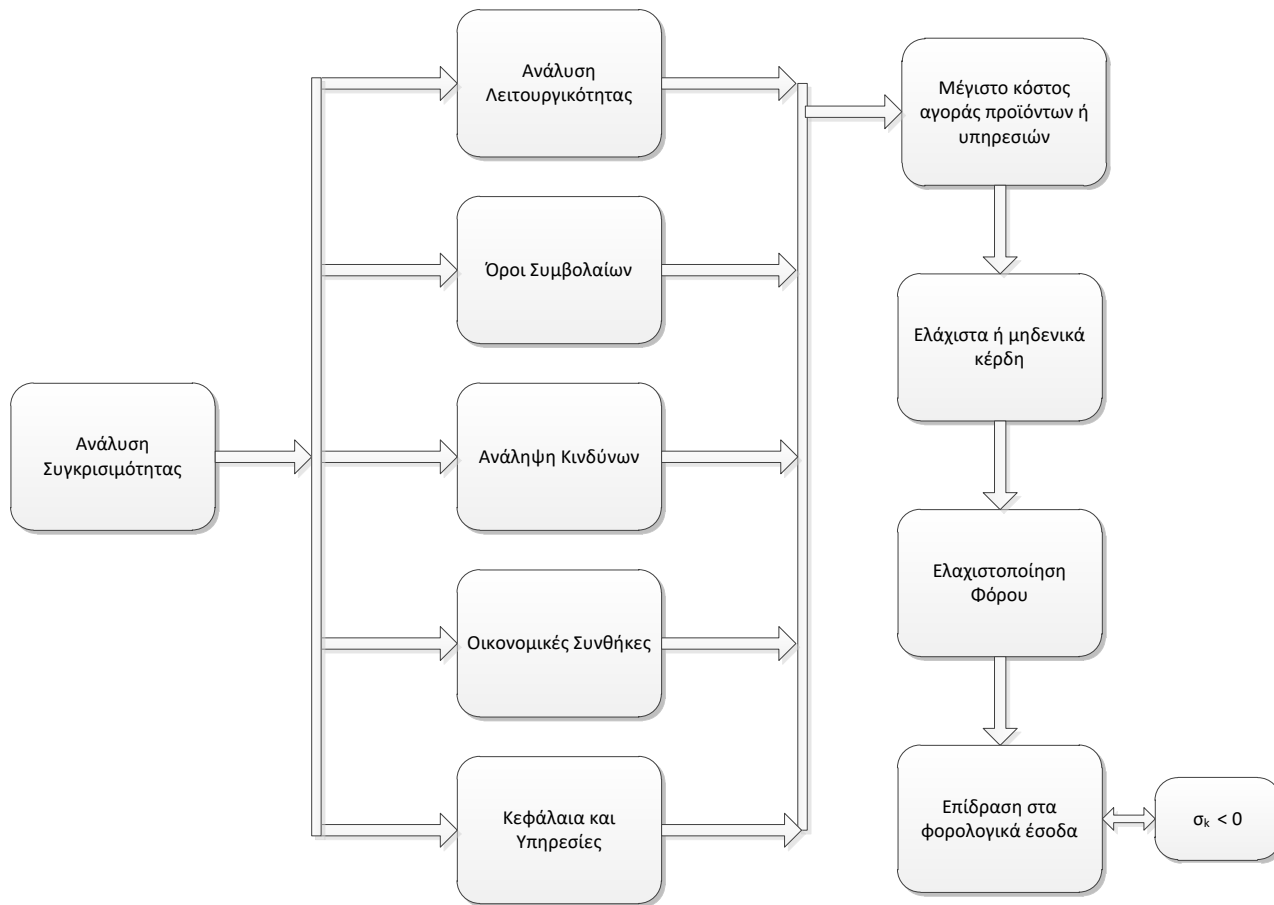 Ανάλυση
Συγκρισιμότητας
Ανάλυση
Λειτουργικότητας
Όροι Συμβολαίων
Ανάληψη Κινδύνων
Οικονομικές Συνθήκες
Κεφάλαια και
Υπηρεσίες
Μέγιστο κόστος
αγοράς προϊόντων ή
υπηρεσιών
Ελάχιστα ή μηδενικά
κέρδη
Ελαχιστοποίηση
Φόρου
Επίδραση στα
φορολογικά έσοδα
σₖ < 0